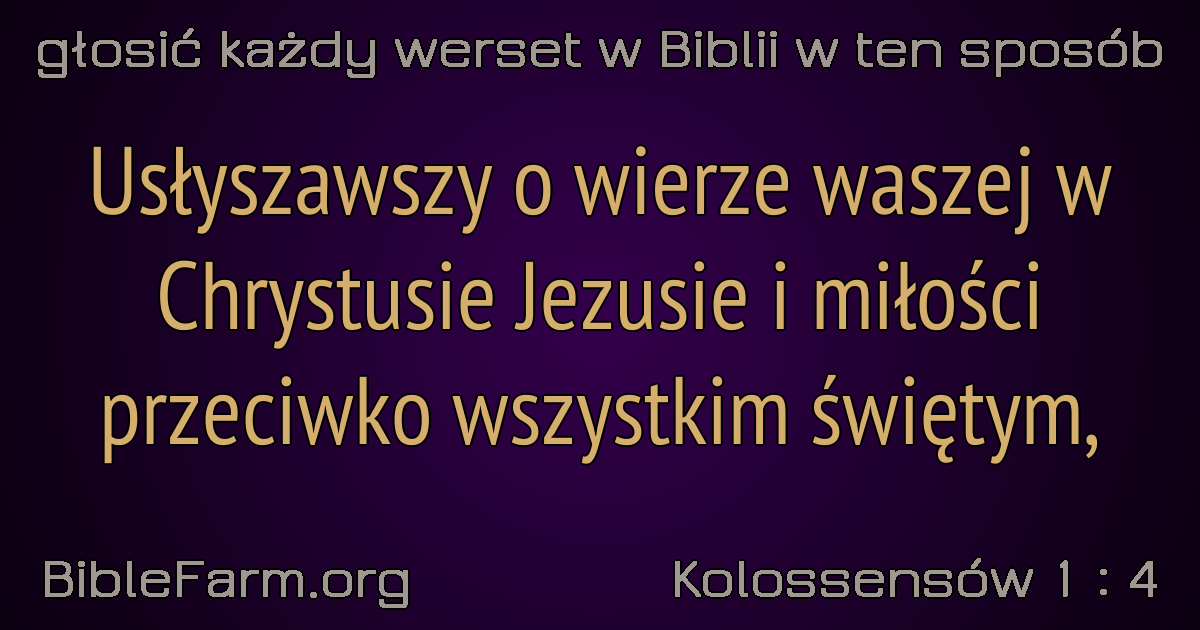 głosić każdy werset w Biblii w ten sposób
Usłyszawszy o wierze waszej w
Chrystusie Jezusie i miłości
przeciwko wszystkim świętym,
BibleFarm.org
Kolossensów 1 : 4